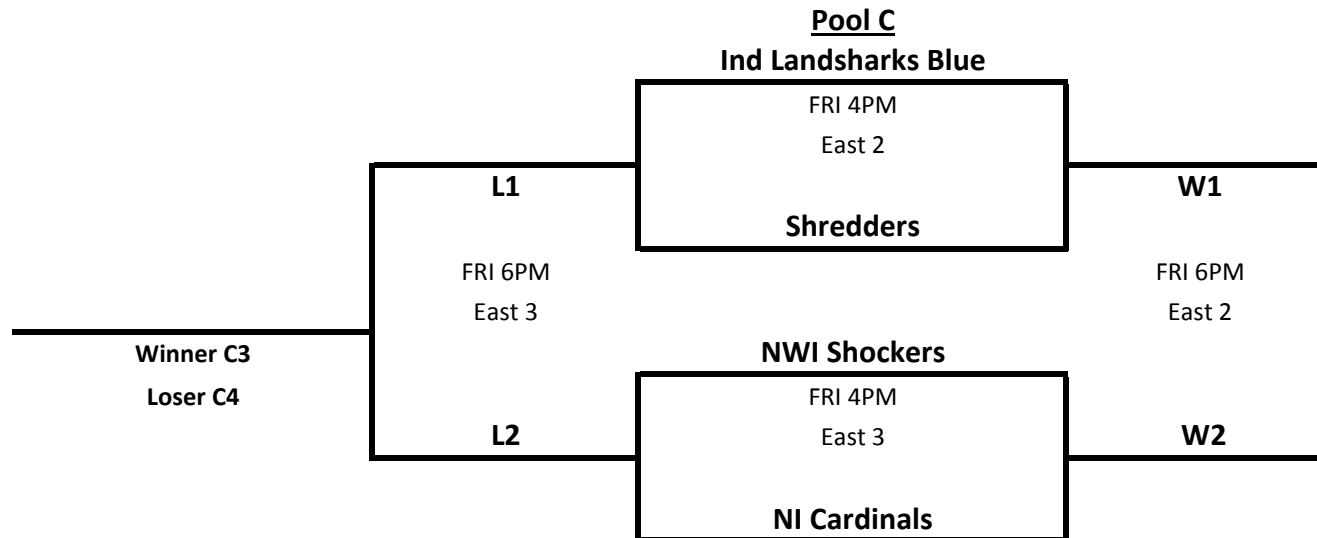 Pool C
Ind Landsharks Blue
FRI 4PM
East 2
L1
W1
Shredders
FRI 6PM
East 3
FRI 6PM
East 2
Winner C3
Loser C4
NWI Shockers
FRI 4PM
East 3
L2
W2
NI Cardinals